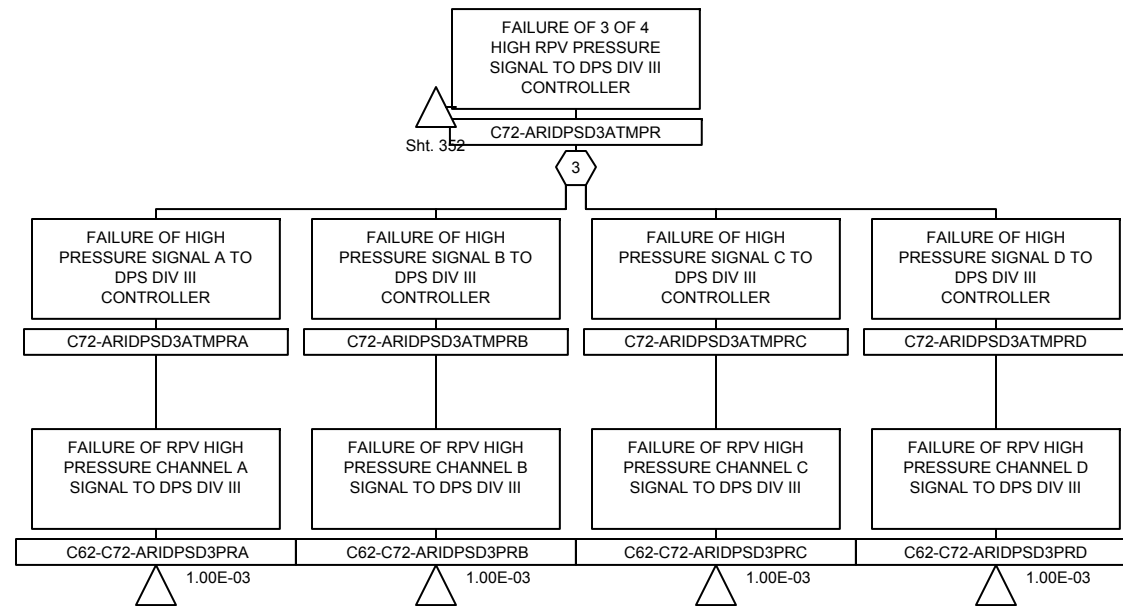 FAILURE OF 3 OF 4
HIGH RPV PRESSURE
SIGNAL TO DPS DIV III
CONTROLLER
C72-ARIDPSD3ATMPR
Sht. 352
3
FAILURE OF HIGH
PRESSURE SIGNAL A TO
DPS DIV III
CONTROLLER
C72-ARIDPSD3ATMPRA
FAILURE OF HIGH
PRESSURE SIGNAL B TO
DPS DIV III
CONTROLLER
C72-ARIDPSD3ATMPRB
FAILURE OF HIGH
PRESSURE SIGNAL C TO
DPS DIV III
CONTROLLER
C72-ARIDPSD3ATMPRC
FAILURE OF HIGH
PRESSURE SIGNAL D TO
DPS DIV III
CONTROLLER
C72-ARIDPSD3ATMPRD
FAILURE OF RPV HIGH
PRESSURE CHANNEL A
SIGNAL TO DPS DIV III
C62-C72-ARIDPSD3PRA
1.00E-03
FAILURE OF RPV HIGH
PRESSURE CHANNEL B
SIGNAL TO DPS DIV III
C62-C72-ARIDPSD3PRB
1.00E-03
FAILURE OF RPV HIGH
PRESSURE CHANNEL C
SIGNAL TO DPS DIV III
C62-C72-ARIDPSD3PRC
1.00E-03
FAILURE OF RPV HIGH
PRESSURE CHANNEL D
SIGNAL TO DPS DIV III
C62-C72-ARIDPSD3PRD
1.00E-03